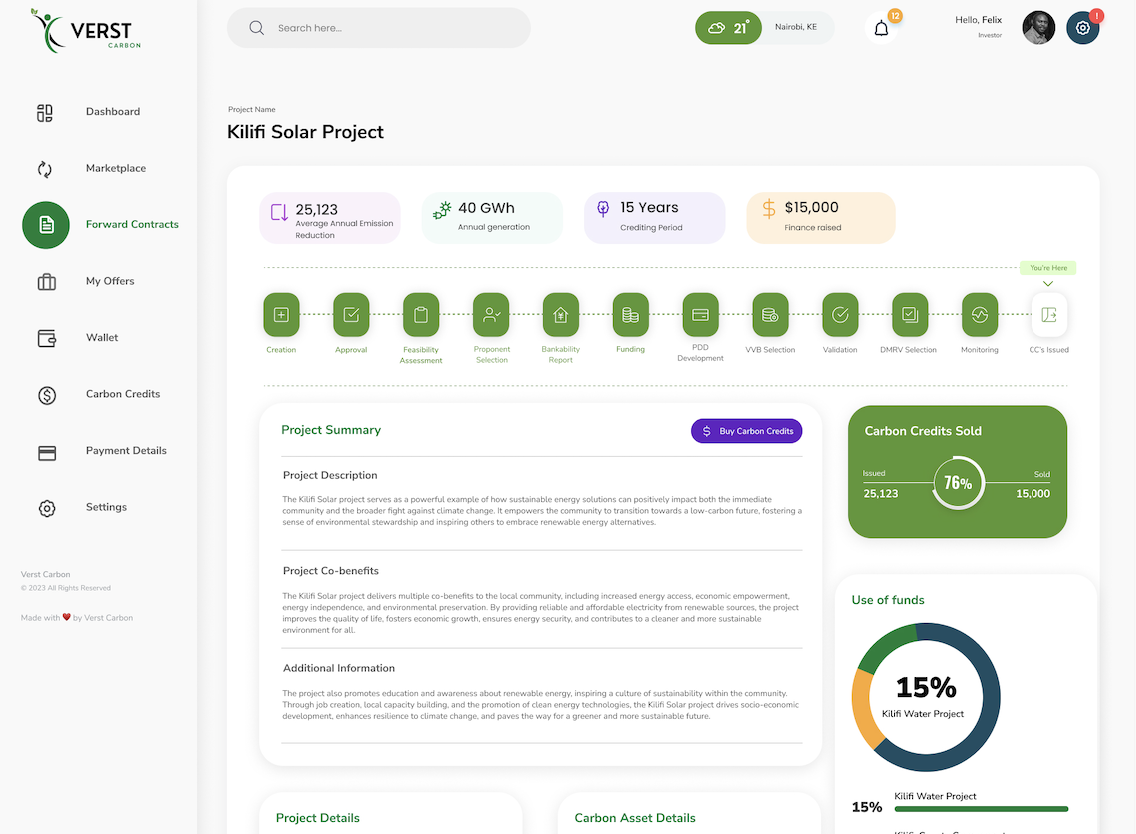 VERST
CARBON
Search here...
21°
Nairobi, KE
12
Hello, Felix
Investor
!
Dashboard
Marketplace
Forward Contracts
My Offers
Wallet
Carbon Credits
Payment Details
Settings
Verst Carbon
© 2023 All Rights Reserved
Made with ❤ by Verst Carbon
Project Name
Kilifi Solar Project
25,123
Average Annual Emission
Reduction
40 GWh
Annual generation
15 Years
Crediting Period
$15,000
Finance raised
You're Here
Creation
Approval
Feasibility
Assessment
Proponent
Selection
Bankability
Report
Funding
PDD
Development
VVB Selection
Validation
DMRV Selection
Monitoring
CC's Issued
Project Summary
Buy Carbon Credits
Project Description
The Kilifi Solar project serves as a powerful example of how sustainable energy solutions can positively impact both the immediate
community and the broader fight against climate change. It empowers the community to transition towards a low-carbon future, fostering a
sense of environmental stewardship and inspiring others to embrace renewable energy alternatives.
Project Co-benefits
The Kilifi Solar project delivers multiple co-benefits to the local community, including increased energy access, economic empowerment,
energy independence, and environmental preservation. By providing reliable and affordable electricity from renewable sources, the project
improves the quality of life, fosters economic growth, ensures energy security, and contributes to a cleaner and more sustainable
environment for all.
Additional Information
The project also promotes education and awareness about renewable energy, inspiring a culture of sustainability within the community.
Through job creation, local capacity building, and the promotion of clean energy technologies, the Kilifi Solar project drives socio-economic
development, enhances resilience to climate change, and paves the way for a greener and more sustainable future.
Carbon Credits Sold
Issued
25,123
76%
Sold
15,000
Use of funds
15%
Kilifi Water Project
Kilifi Water Project
15%
Project Details
Carbon Asset Details